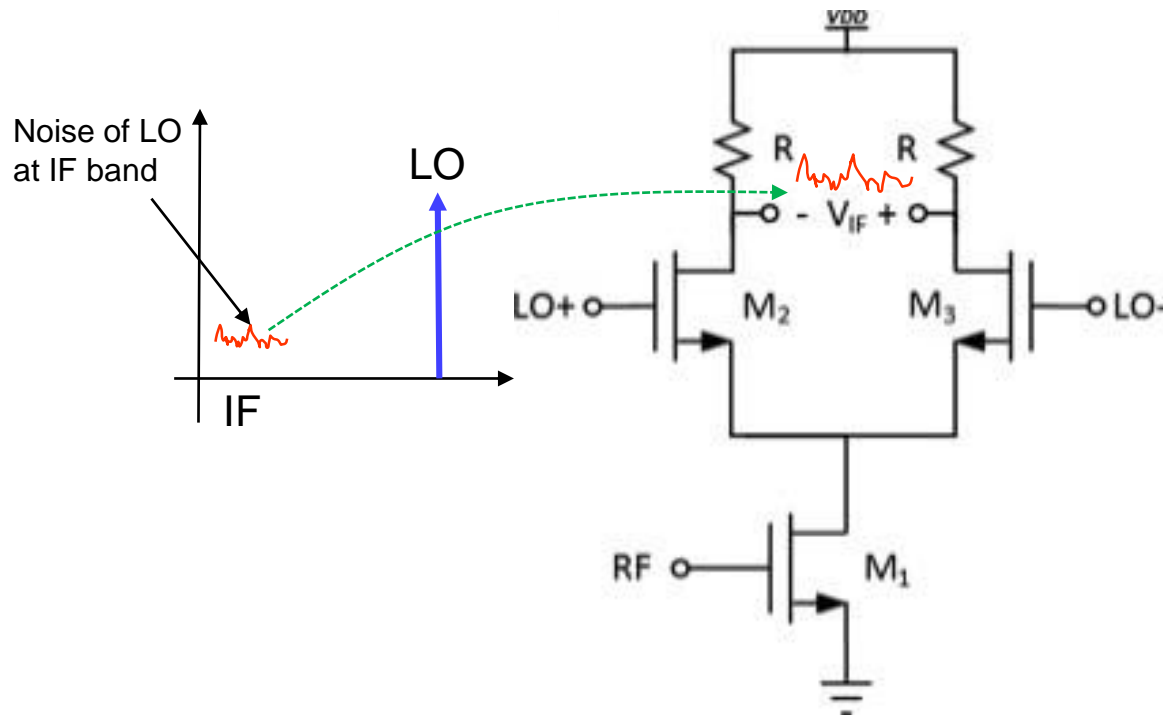 VDD
Noise of LO
at IF band
LO
R
R
- V_IF +
LO+
M₂
M₃
LO-
IF
RF
M₁